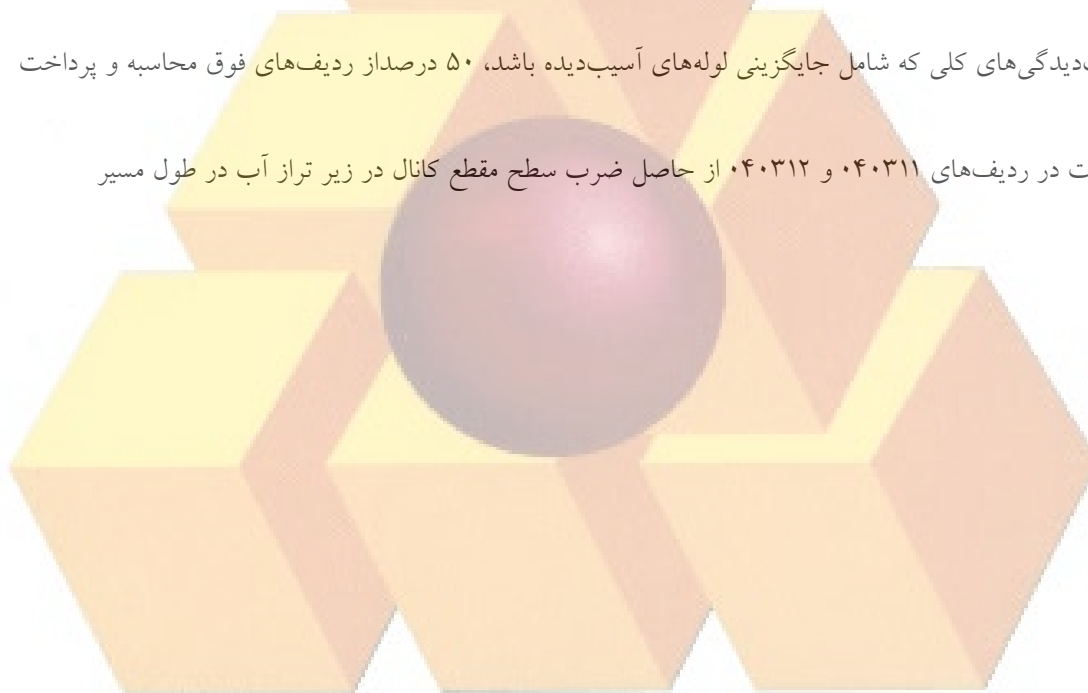 دیدگی‌های کلی که شامل جایگزینی لوله‌های آسیب‌دیده باشد، ۵۰ درصداز ردیف‌های فوق محاسبه و پرداخت
در ردیف‌های ۰۴۰۳۱۱ و ۰۴۰۳۱۲ از حاصل ضرب سطح مقطع کانال در زیر تراز آب در طول مسیر